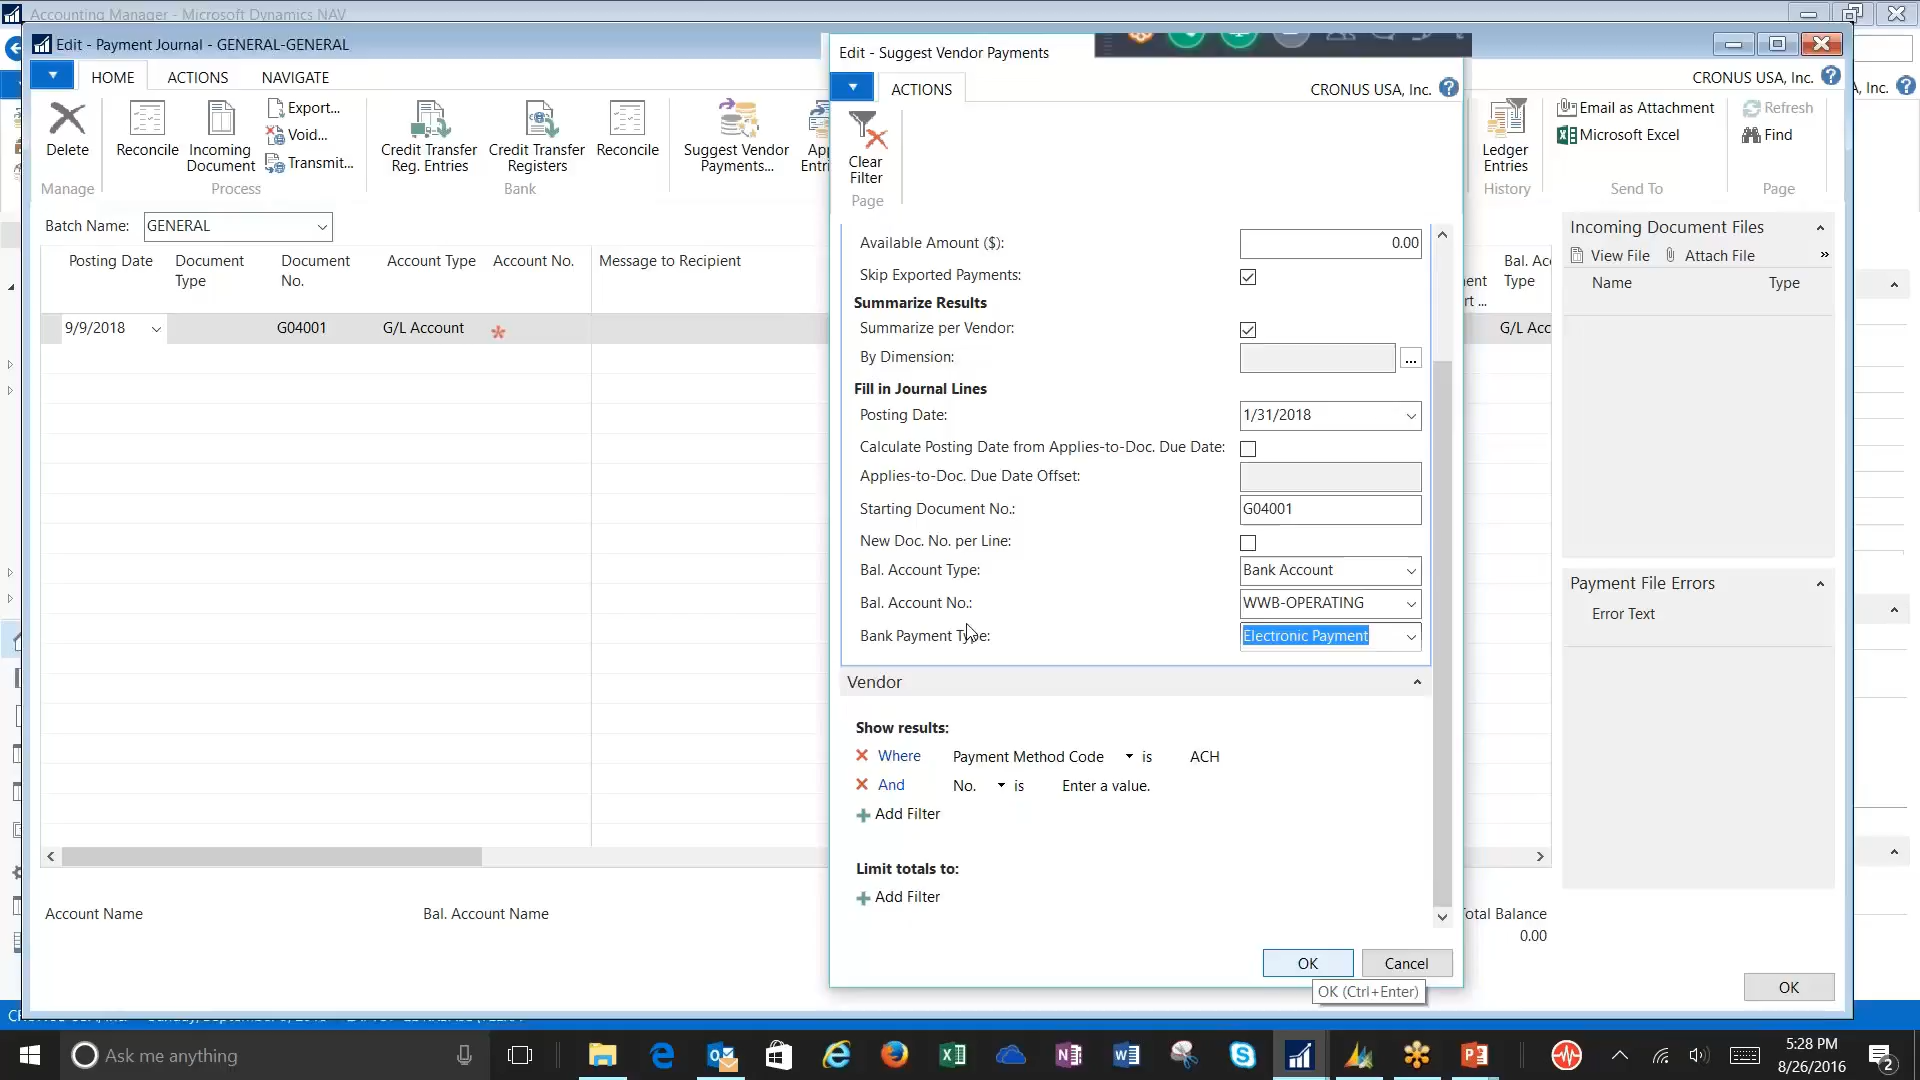 Accounting Manager - Microsoft Dynamics NAV
Edit - Payment Journal - GENERAL-GENERAL
HOME
ACTIONS
NAVIGATE
CRONUS USA, Inc.
Delete
Manage
Reconcile
Incoming Document
Export...
Void...
Transmit...
Process
Credit Transfer Reg. Entries
Credit Transfer Registers
Reconcile
Bank
Suggest Vendor Payments...
Ledger Entries
History
Email as Attachment
Microsoft Excel
Send To
Refresh
Find
Page
Batch Name:
GENERAL
Posting Date
Document Type
Document No.
Account Type
Account No.
Message to Recipient
9/9/2018
G04001
G/L Account
*
Type
G/L Acc
Account Name
Bal. Account Name
Total Balance
0.00
OK
Edit - Suggest Vendor Payments
ACTIONS
CRONUS USA, Inc.
Clear Filter
Page
Available Amount ($):
0.00
Skip Exported Payments:
Summarize Results
Summarize per Vendor:
By Dimension:
...
Fill in Journal Lines
Posting Date:
1/31/2018
Calculate Posting Date from Applies-to-Doc. Due Date:
Applies-to-Doc. Due Date Offset:
Starting Document No.:
G04001
New Doc. No. per Line:
Bal. Account Type:
Bank Account
Bal. Account No.:
WWB-OPERATING
Bank Payment Type:
Electronic Payment
Vendor
Show results:
Where
Payment Method Code
is
ACH
And
No.
is
Enter a value.
Add Filter
Limit totals to:
Add Filter
OK
Cancel
OK (Ctrl+Enter)
Incoming Document Files
View File
Attach File
»
Name
Type
Payment File Errors
Error Text
Ask me anything
5:28 PM
8/26/2016
2